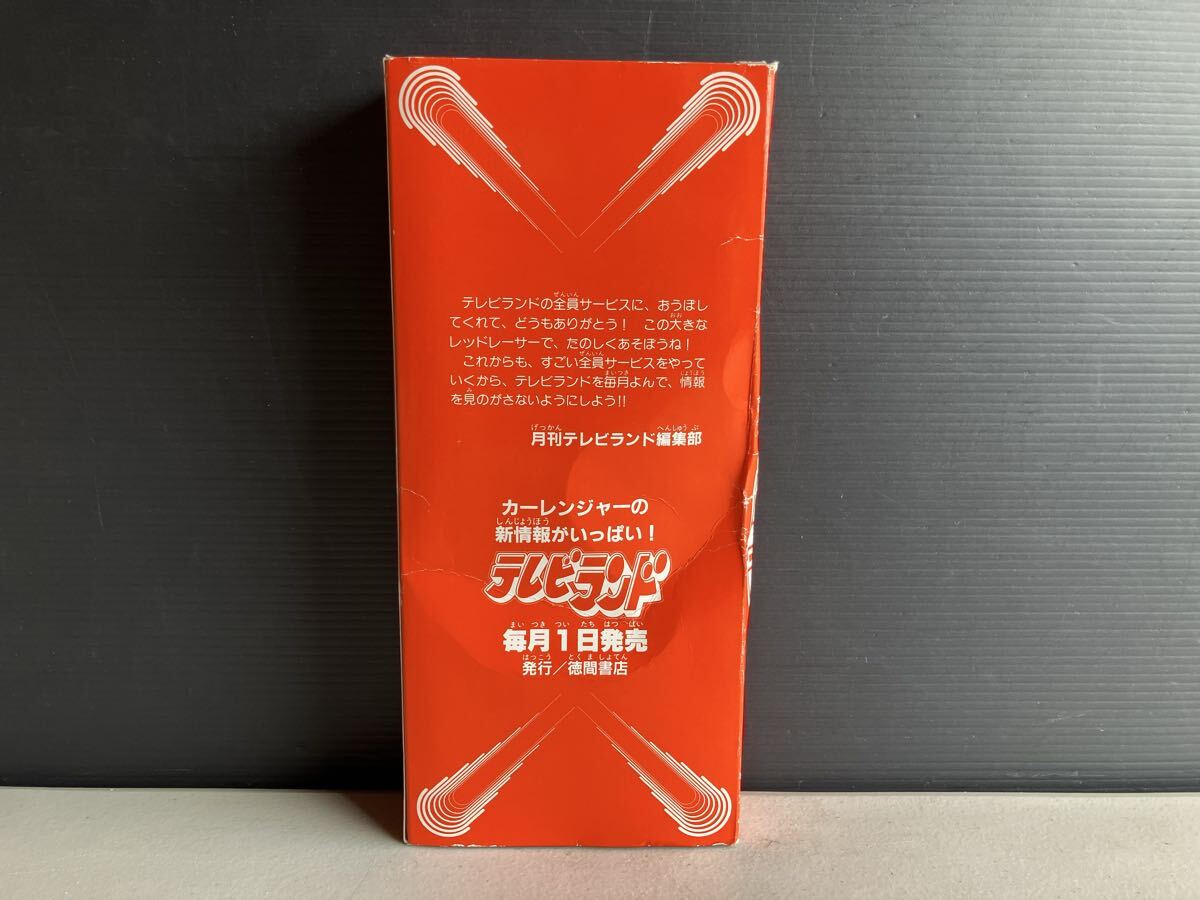 テレビランドの全員サービスに、おうぼし
てくれて、どうもありがとう！ この大きな
レッドレーサーで、たのしくあそぼうね！
これからも、すごい全員サービスをやって
いくから、テレビランドを毎月よんで、情報
を見のがさないようにしよう!!
月刊テレビランド編集部
カーレンジャーの
新情報がいっぱい！
テレビランド
毎月1日発売
発行／徳間書店